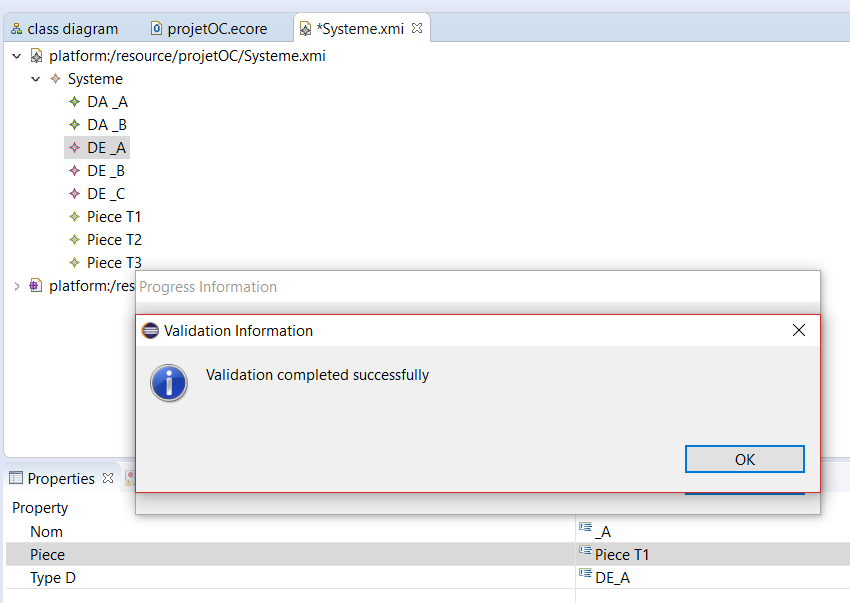 class diagram projetOC.ecore *Systeme.xmi
platform:/resource/projetOC/Systeme.xmi
Systeme
DA _A
DA _B
DE _A
DE _B
DE _C
Piece T1
Piece T2
Piece T3
platform:/res
Progress Information
Validation Information
Validation completed successfully
OK
Properties
Property
Nom _A
Piece Piece T1
Type D DE_A